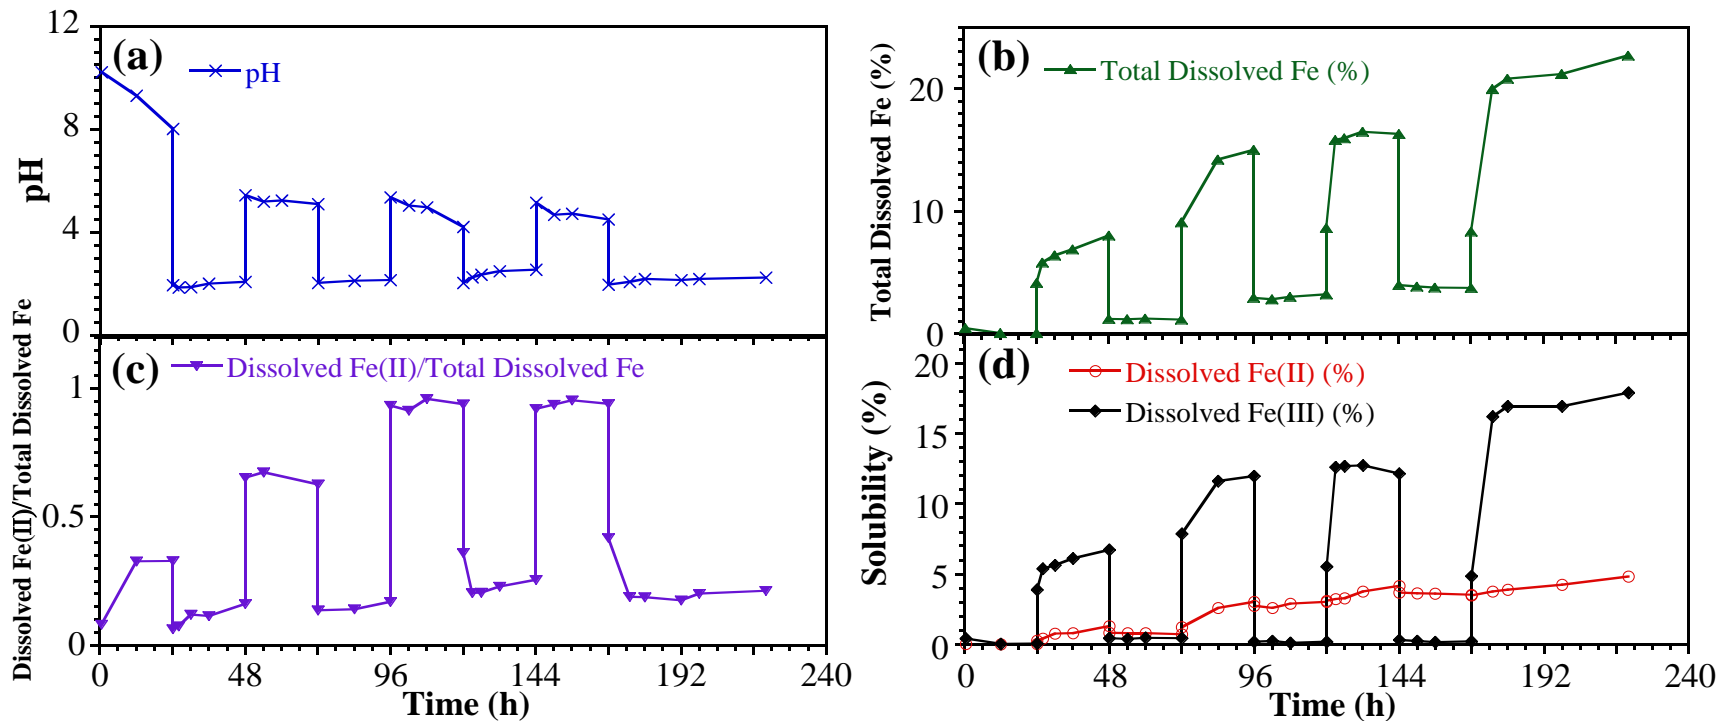 12
8
4
0
pH
(a)
pH
20
10
0
Total Dissolved Fe (%)
(b)
Total Dissolved Fe (%)
1
0.5
0
Dissolved Fe(II)/Total Dissolved Fe
(c)
Dissolved Fe(II)/Total Dissolved Fe
0 48 96 144 192 240
Time (h)
20
15
10
5
0
Solubility (%)
(d)
Dissolved Fe(II) (%)
Dissolved Fe(III) (%)
0 48 96 144 192 240
Time (h)